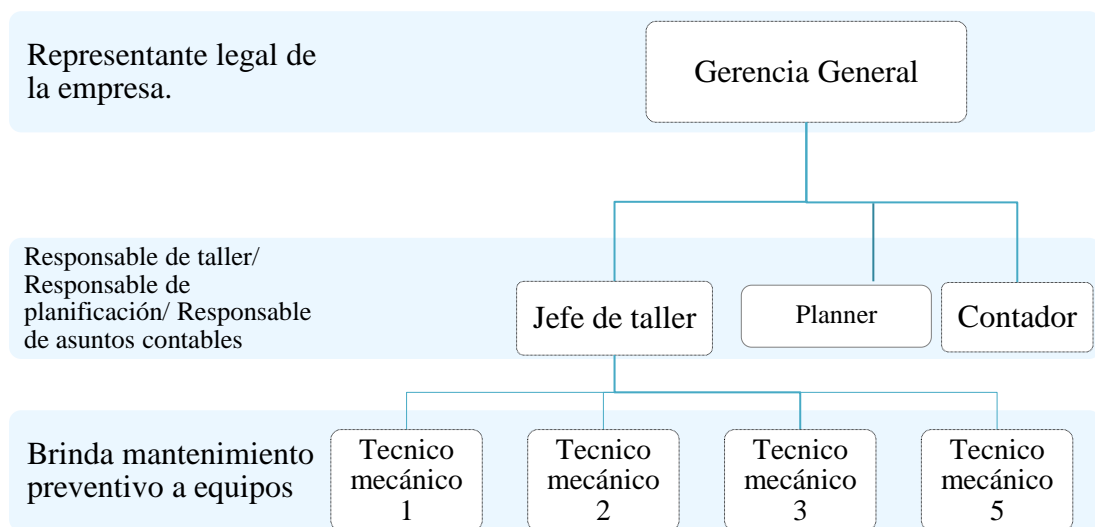 Representante legal de
la empresa.
Gerencia General
Responsable de taller/
Responsable de
planificación/ Responsable
de asuntos contables
Jefe de taller
Planner
Contador
Brinda mantenimiento
preventivo a equipos
Tecnico
mecánico
1
Tecnico
mecánico
2
Tecnico
mecánico
3
Tecnico
mecánico
5